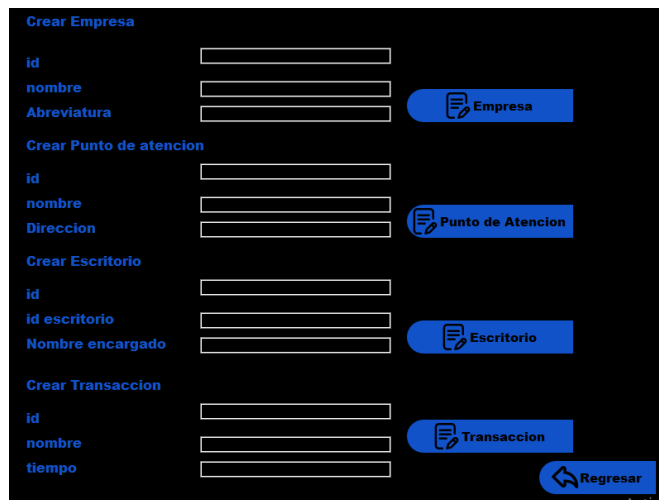 Crear Empresa
id
nombre
Abreviatura
Empresa
Crear Punto de atencion
id
nombre
Direccion
Punto de Atencion
Crear Escritorio
id
id escritorio
Nombre encargado
Escritorio
Crear Transaccion
id
nombre
Transaccion
tiempo
Regresar